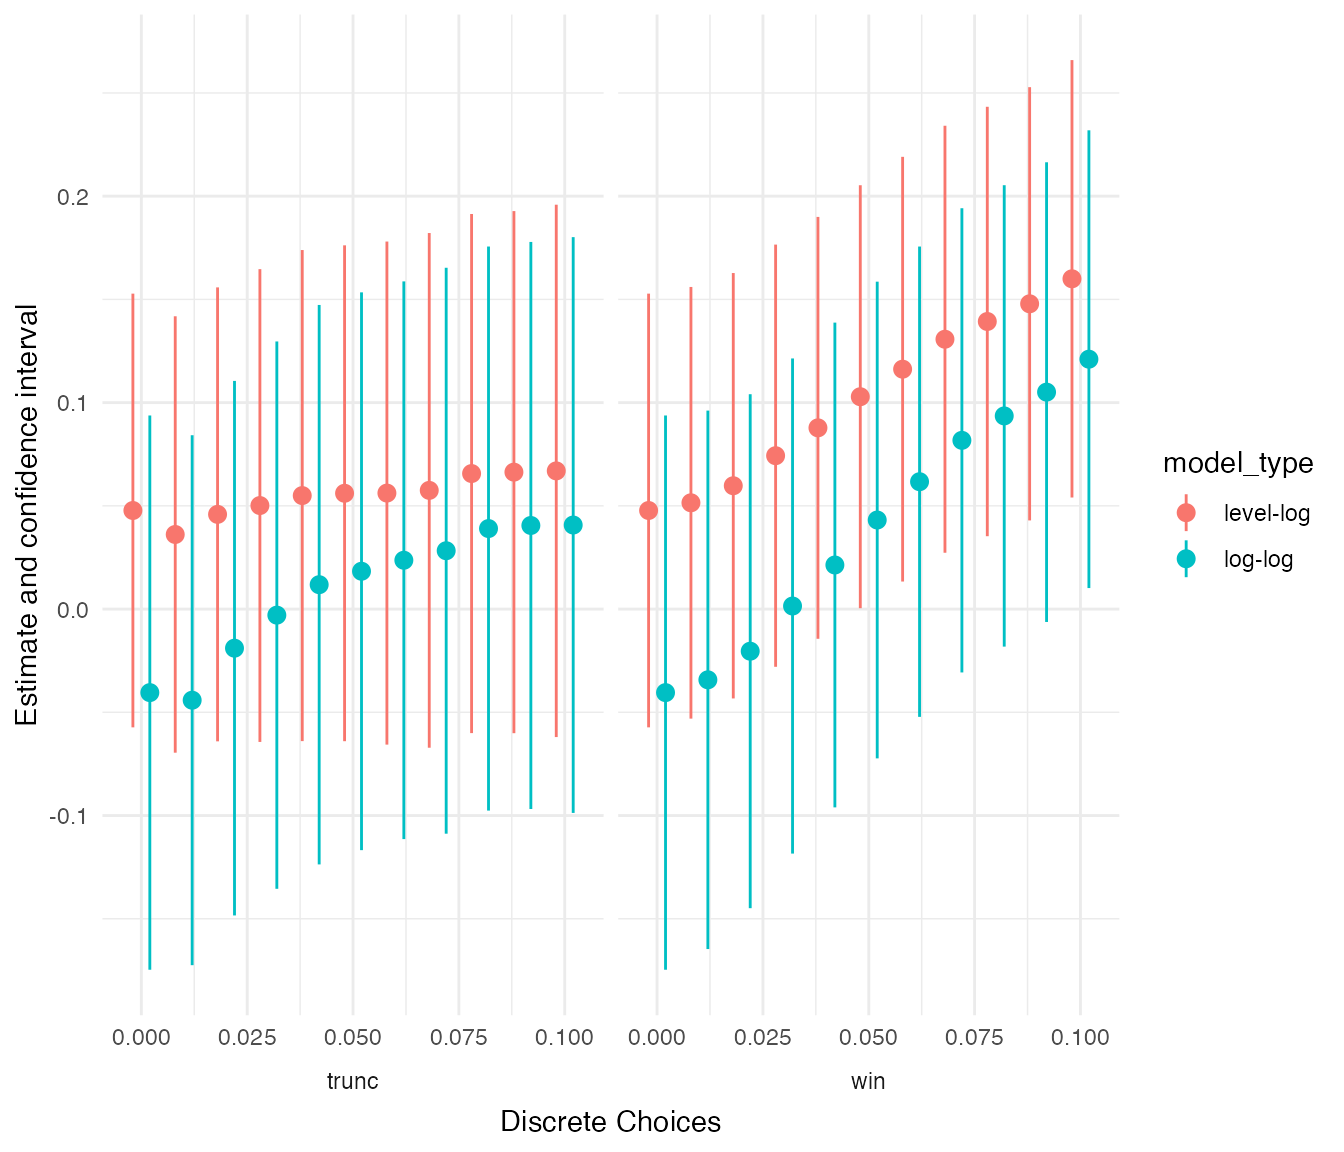 Estimate and confidence interval
0.2
0.1
0.0
-0.1
0.000 0.025 0.050 0.075 0.100 0.000 0.025 0.050 0.075 0.100
trunc win
Discrete Choices
model_type
level-log
log-log